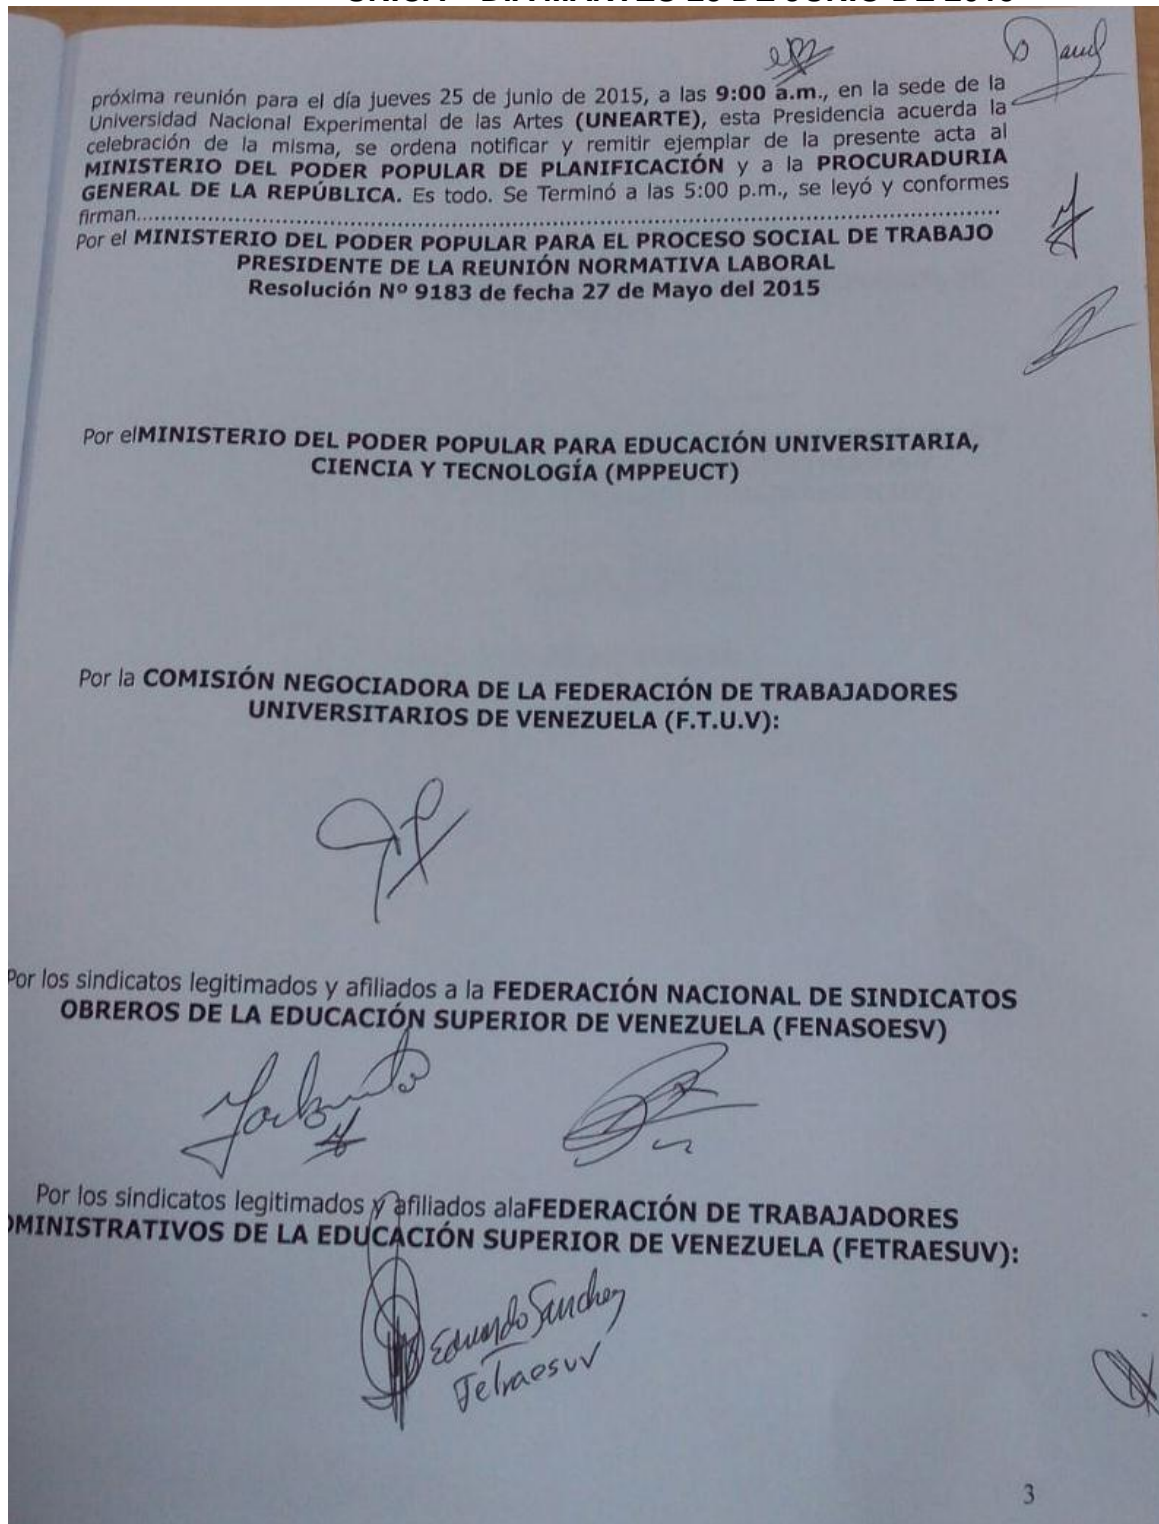 próxima reunión para el día jueves 25 de junio de 2015, a las 9:00 a.m., en la sede de la
Universidad Nacional Experimental de las Artes (UNEARTE), esta Presidencia acuerda la
celebración de la misma, se ordena notificar y remitir ejemplar de la presente acta al
MINISTERIO DEL PODER POPULAR DE PLANIFICACIÓN y a la PROCURADURIA
GENERAL DE LA REPÚBLICA. Es todo. Se Terminó a las 5:00 p.m., se leyó y conformes
firman...
Por el MINISTERIO DEL PODER POPULAR PARA EL PROCESO SOCIAL DE TRABAJO
PRESIDENTE DE LA REUNIÓN NORMATIVA LABORAL
Resolución Nº 9183 de fecha 27 de Mayo del 2015
Por elMINISTERIO DEL PODER POPULAR PARA EDUCACIÓN UNIVERSITARIA,
CIENCIA Y TECNOLOGÍA (MPPEUCT)
Por la COMISIÓN NEGOCIADORA DE LA FEDERACIÓN DE TRABAJADORES
UNIVERSITARIOS DE VENEZUELA (F.T.U.V):
Por los sindicatos legitimados y afiliados a la FEDERACIÓN NACIONAL DE SINDICATOS
OBREROS DE LA EDUCACIÓN SUPERIOR DE VENEZUELA (FENASOESV)
Por los sindicatos legitimados y afiliados alaFEDERACIÓN DE TRABAJADORES
DMINISTRATIVOS DE LA EDUCACIÓN SUPERIOR DE VENEZUELA (FETRAESUV):
Eduardo Sanchez
Fetraesuv
3